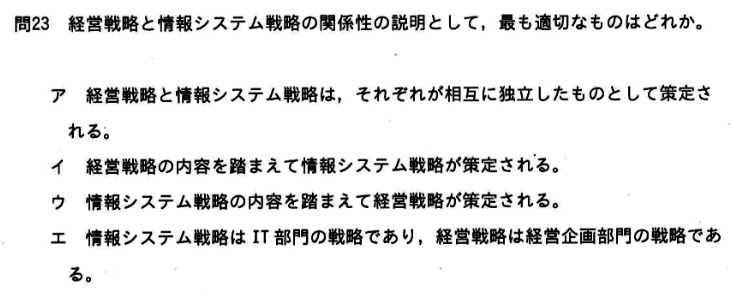 問23 経営戦略と情報システム戦略の関係性の説明として，最も適切なものはどれか。
ア 経営戦略と情報システム戦略は，それぞれが相互に独立したものとして策定さ
れる。
イ 経営戦略の内容を踏まえて情報システム戦略が策定される。
ウ 情報システム戦略の内容を踏まえて経営戦略が策定される。
エ 情報システム戦略は IT 部門の戦略であり，経営戦略は経営企画部門の戦略であ
る。